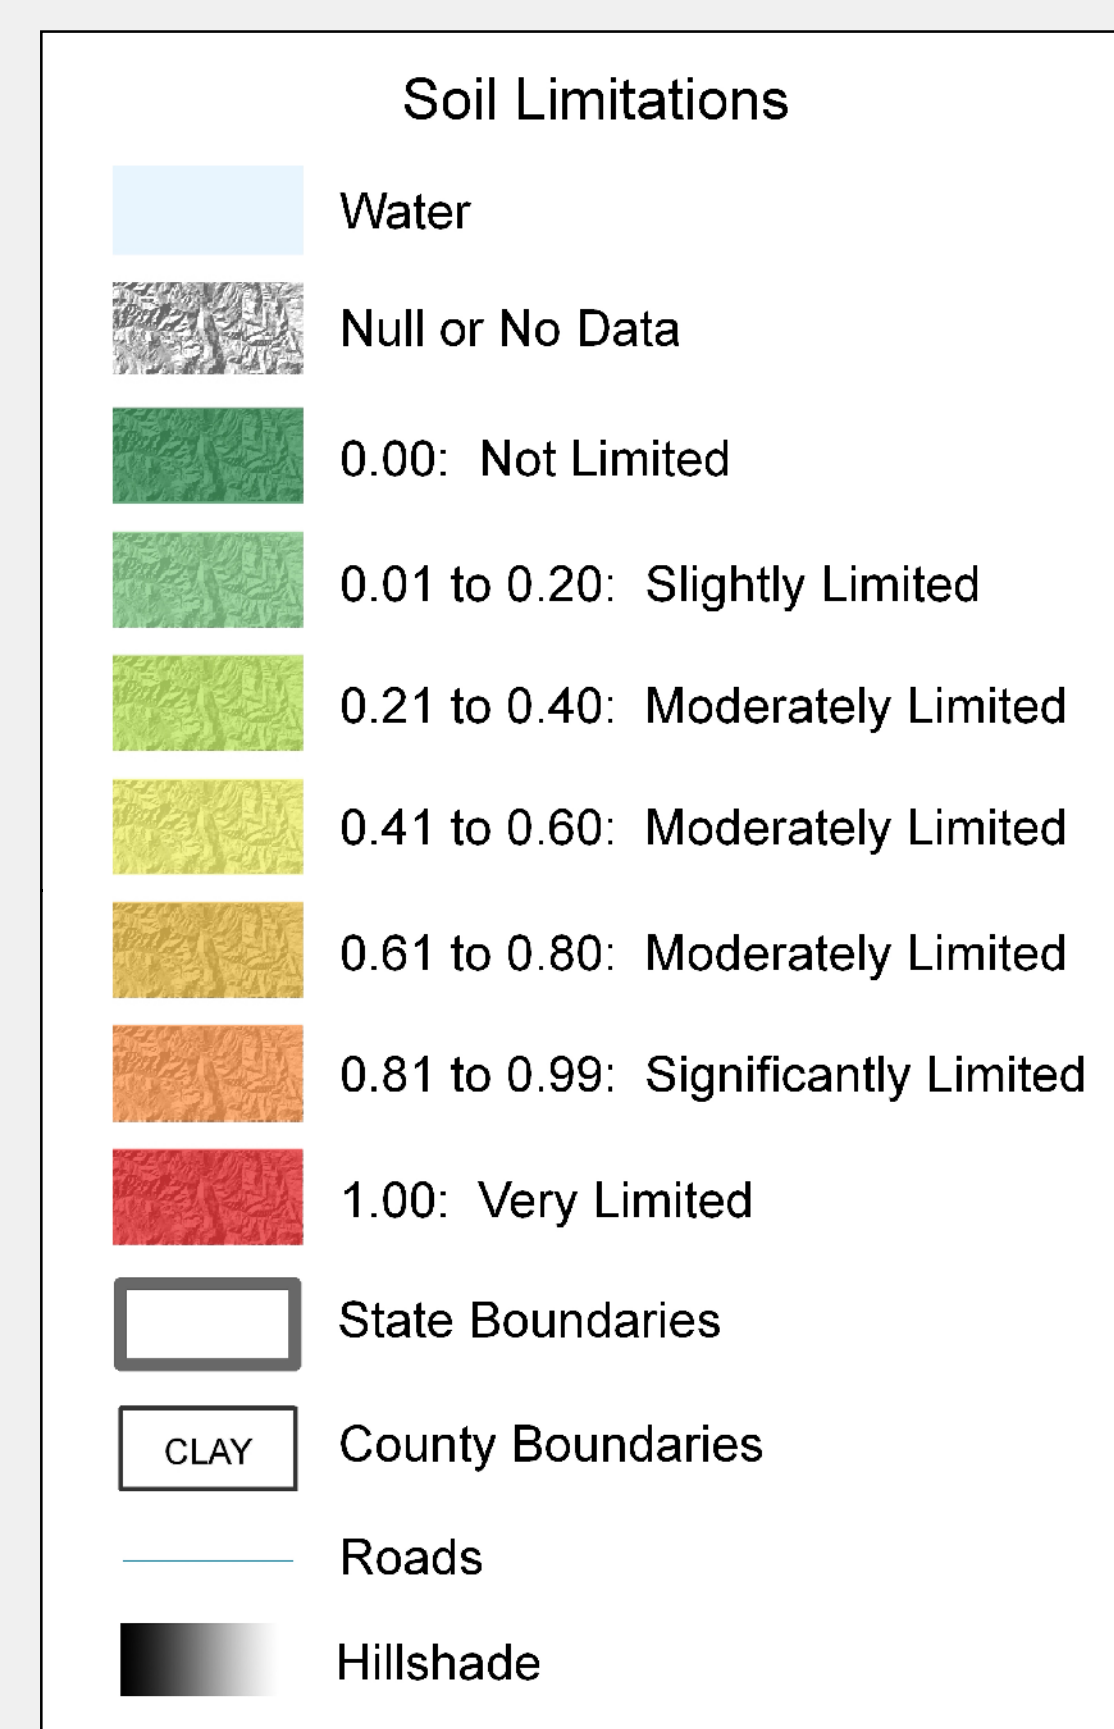 Soil Limitations
Water
Null or No Data
0.00: Not Limited
0.01 to 0.20: Slightly Limited
0.21 to 0.40: Moderately Limited
0.41 to 0.60: Moderately Limited
0.61 to 0.80: Moderately Limited
0.81 to 0.99: Significantly Limited
1.00: Very Limited
State Boundaries
CLAY County Boundaries
Roads
Hillshade